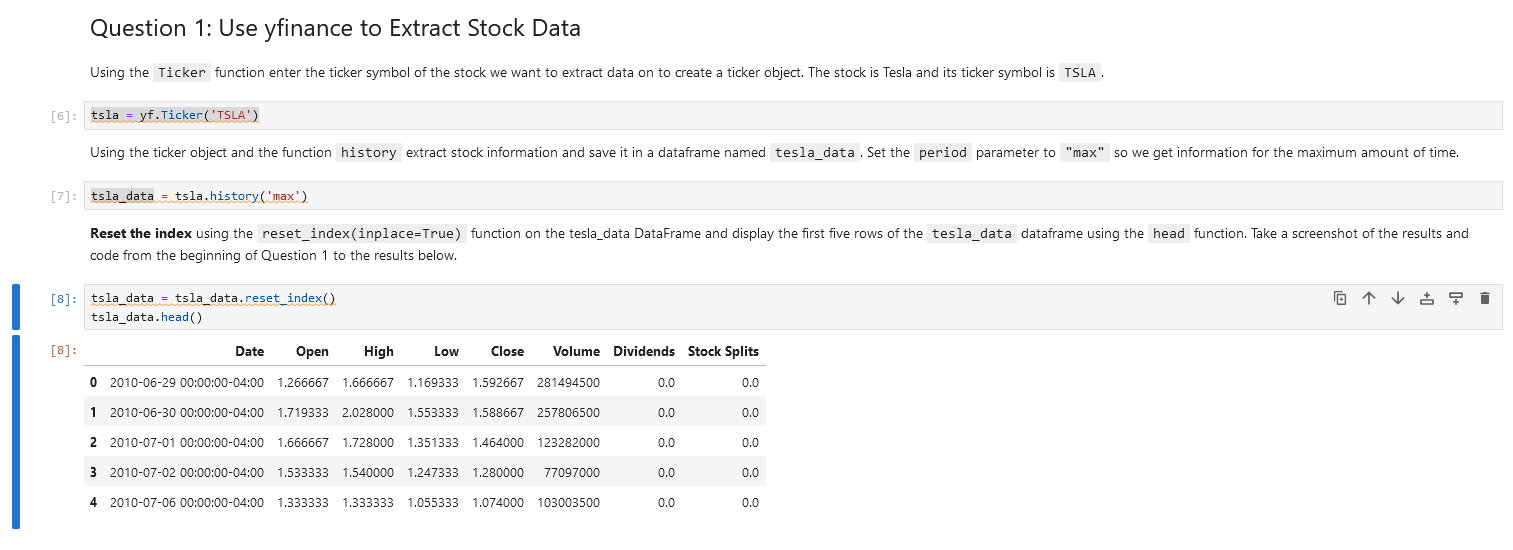 Question 1: Use yfinance to Extract Stock Data
Using the Ticker function enter the ticker symbol of the stock we want to extract data on to create a ticker object. The stock is Tesla and its ticker symbol is TSLA .
[6]: tsla = yf.Ticker('TSLA')
Using the ticker object and the function history extract stock information and save it in a dataframe named tesla_data . Set the period parameter to "max" so we get information for the maximum amount of time.
[7]: tsla_data = tsla.history('max')
Reset the index using the reset_index(inplace=True) function on the tesla_data DataFrame and display the first five rows of the tesla_data dataframe using the head function. Take a screenshot of the results and
code from the beginning of Question 1 to the results below.
[8]: tsla_data = tsla_data.reset_index()
tsla_data.head()
[8]: Date Open High Low Close Volume Dividends Stock Splits
0 2010-06-29 00:00:00-04:00 1.266667 1.666667 1.169333 1.592667 281494500 0.0 0.0
1 2010-06-30 00:00:00-04:00 1.719333 2.028000 1.553333 1.588667 257806500 0.0 0.0
2 2010-07-01 00:00:00-04:00 1.666667 1.728000 1.351333 1.464000 123282000 0.0 0.0
3 2010-07-02 00:00:00-04:00 1.533333 1.540000 1.247333 1.280000 77097000 0.0 0.0
4 2010-07-06 00:00:00-04:00 1.333333 1.333333 1.055333 1.074000 103003500 0.0 0.0